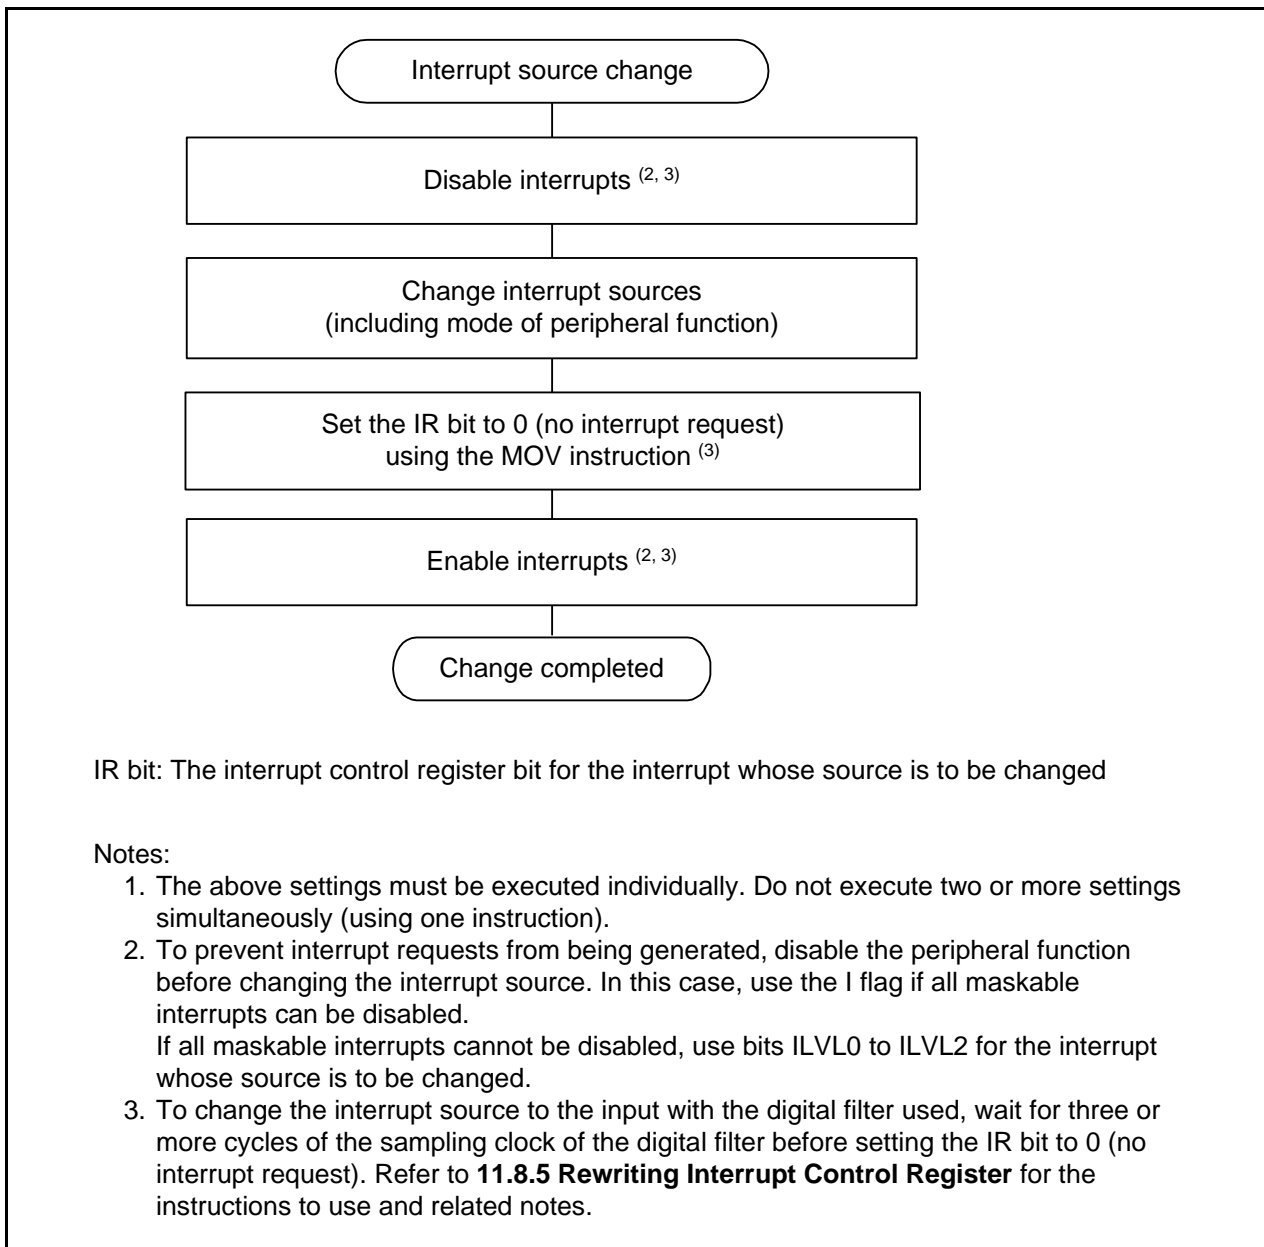 Interrupt source change
Disable interrupts (2, 3)
Change interrupt sources
(including mode of peripheral function)
Set the IR bit to 0 (no interrupt request)
using the MOV instruction (3)
Enable interrupts (2, 3)
Change completed
IR bit: The interrupt control register bit for the interrupt whose source is to be changed
Notes:
1. The above settings must be executed individually. Do not execute two or more settings
simultaneously (using one instruction).
2. To prevent interrupt requests from being generated, disable the peripheral function
before changing the interrupt source. In this case, use the I flag if all maskable
interrupts can be disabled.
If all maskable interrupts cannot be disabled, use bits ILVL0 to ILVL2 for the interrupt
whose source is to be changed.
3. To change the interrupt source to the input with the digital filter used, wait for three or
more cycles of the sampling clock of the digital filter before setting the IR bit to 0 (no
interrupt request). Refer to 11.8.5 Rewriting Interrupt Control Register for the
instructions to use and related notes.